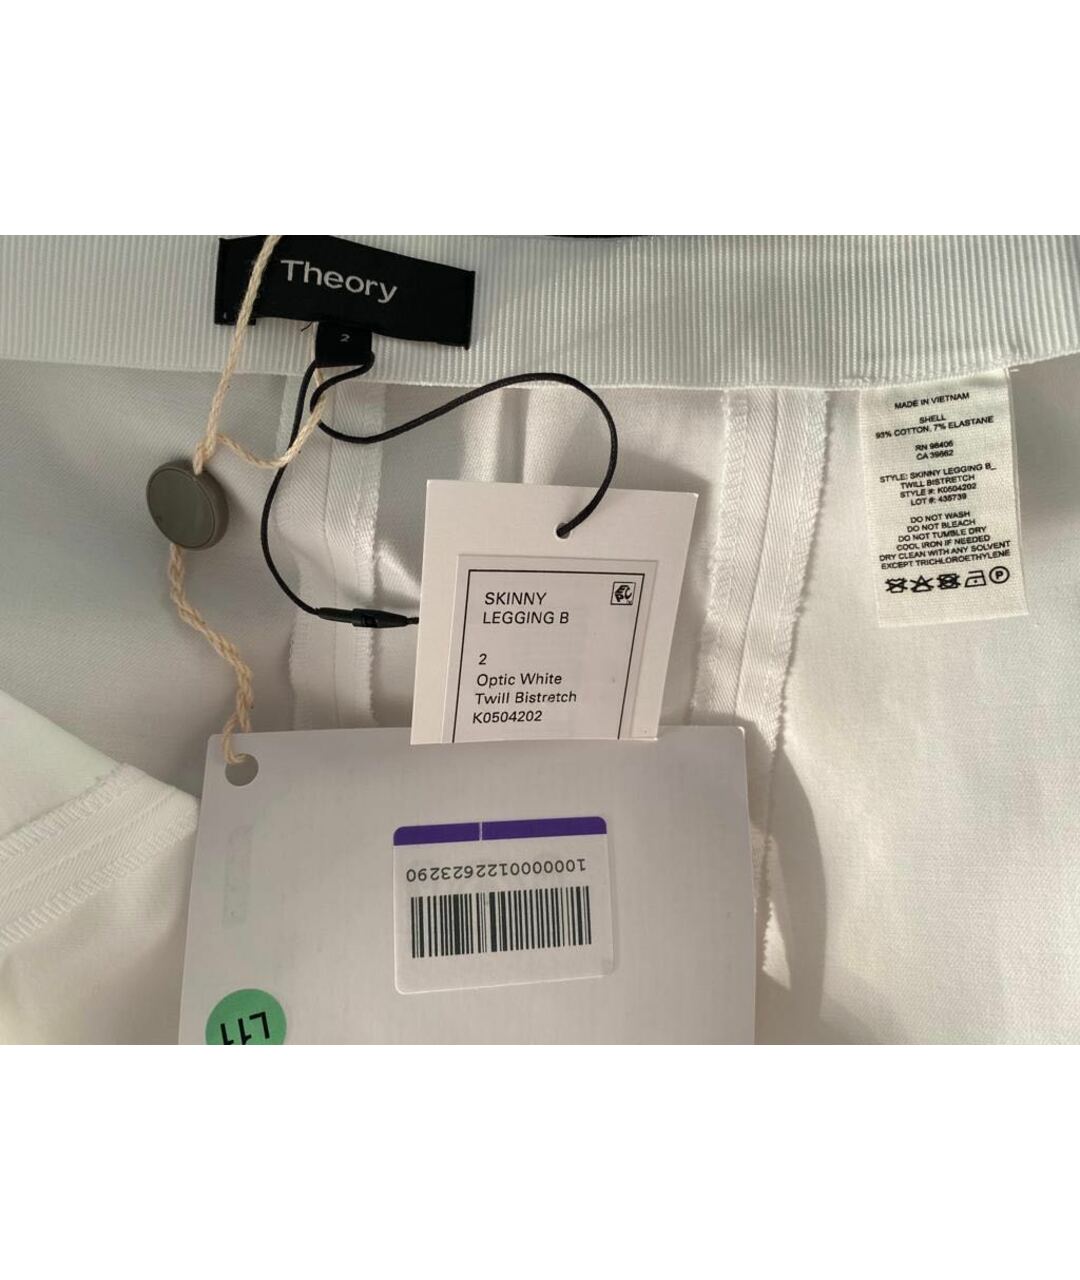 Theory
2
MADE IN VIETNAM
SHELL
93% COTTON, 7% ELASTANE
RN 98406
CA 39662
STYLE: SKINNY LEGGING B_
TWILL BISTRETCH
STYLE #: K0504202
LOT #: 435739
DO NOT WASH
DO NOT BLEACH
DO NOT TUMBLE DRY
COOL IRON IF NEEDED
DRY CLEAN WITH ANY SOLVENT
EXCEPT TRICHLOROETHYLENE
P
SKINNY
LEGGING B
2
Optic White
Twill Bistretch
K0504202
1000000122623290
L11